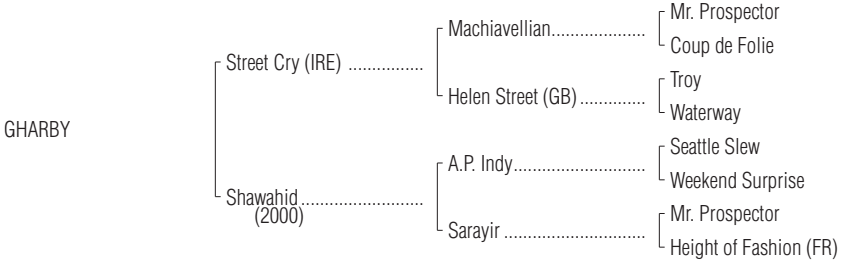 Mr. Prospector
Machiavellian....................
Coup de Folie
Street Cry (IRE) ................
Troy
Helen Street (GB) ..............
Waterway
GHARBY
Seattle Slew
A.P. Indy............................
Weekend Surprise
Shawahid..........................
(2000)
Mr. Prospector
Sarayir ..............................
Height of Fashion (FR)